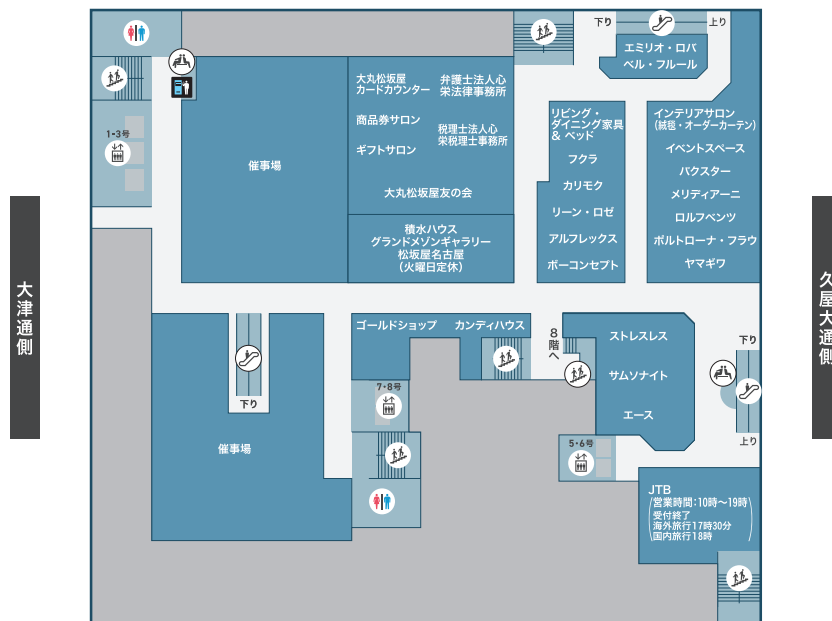 下り
上り
エミリオ・ロバ
ベル・フルール
大丸松坂屋
カードカウンター
弁護士法人心
栄法律事務所
商品券サロン
税理士法人心
栄税理士事務所
ギフトサロン
大丸松坂屋友の会
催事場
1・3号
リビング・
ダイニング家具
& ベッド
フクラ
カリモク
リーン・ロゼ
アルフレックス
ボーコンセプト
インテリアサロン
(絨毯・オーダーカーテン)
イベントスペース
バクスター
メリディアーニ
ロルフベンツ
ポルトローナ・フラウ
ヤマギワ
積水ハウス
グランドメゾンギャラリー
松坂屋名古屋
(火曜日定休)
大津通側
久屋大通側
ゴールドショップ
カンディハウス
8階へ
ストレスレス
サムソナイト
エース
下り
上り
下り
催事場
7・8号
5・6号
JTB
営業時間：10時〜19時
受付終了
海外旅行17時30分
国内旅行18時